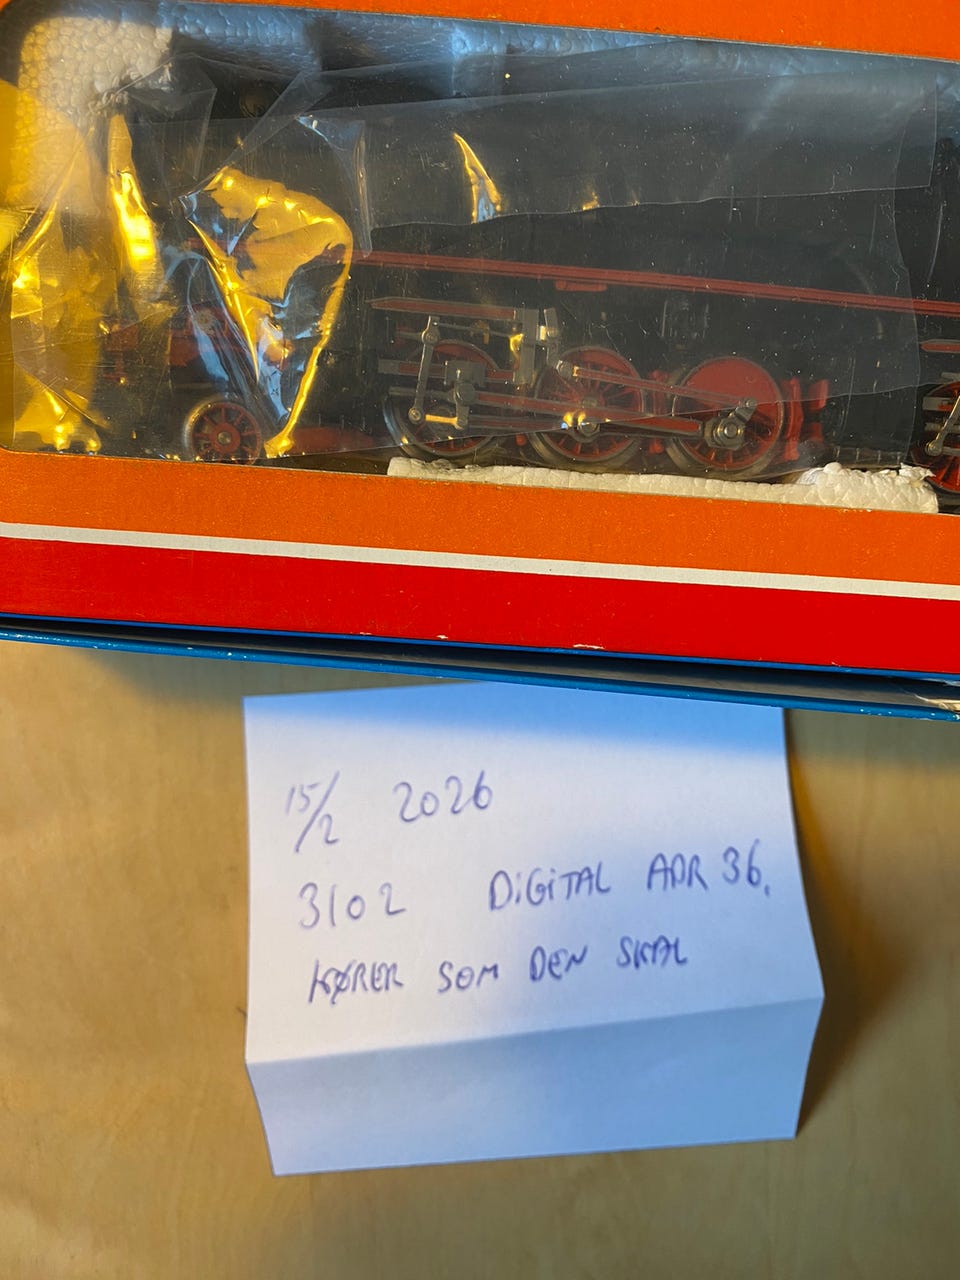 15/2 2026
3102 DiGiTAL ADR 36.
KØRER SOM DEN SKAL